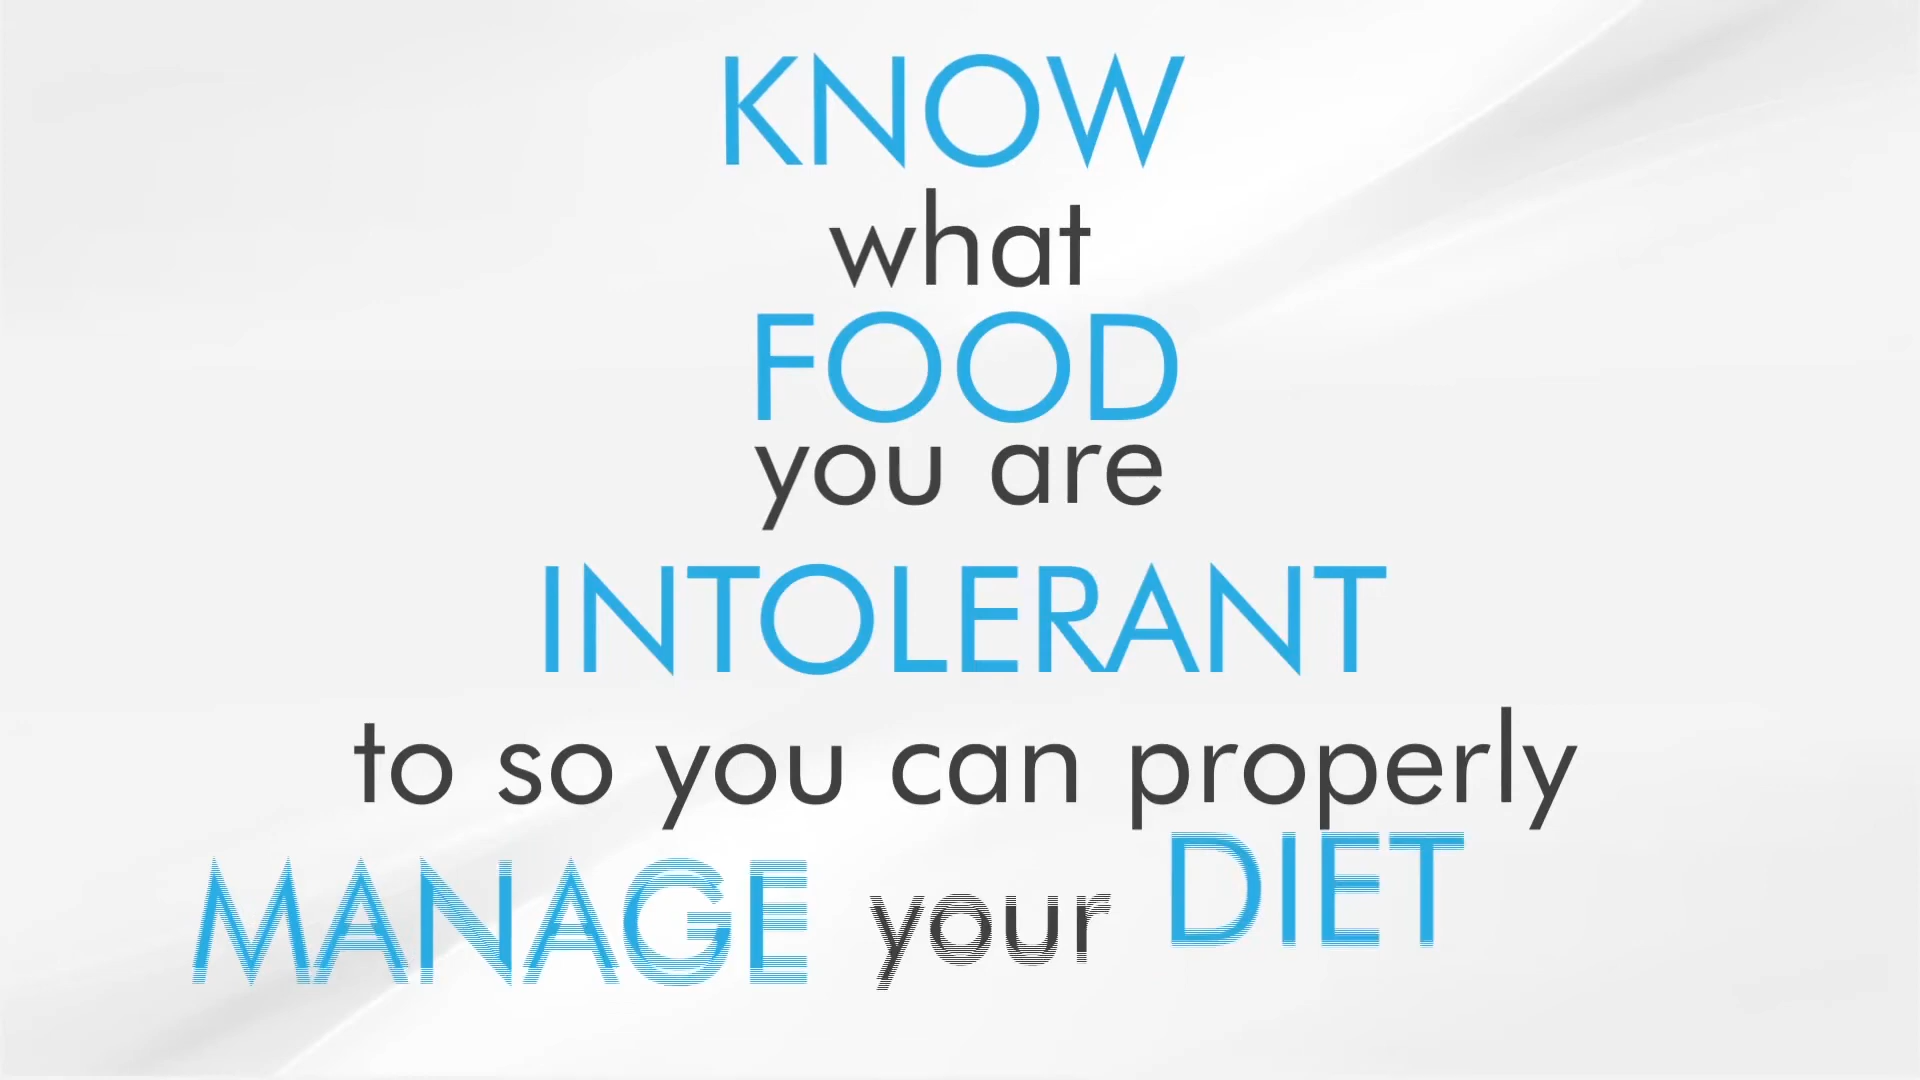 KNOW
what
FOOD
you are
INTOLERANT
to so you can properly
MANAGE your DIET